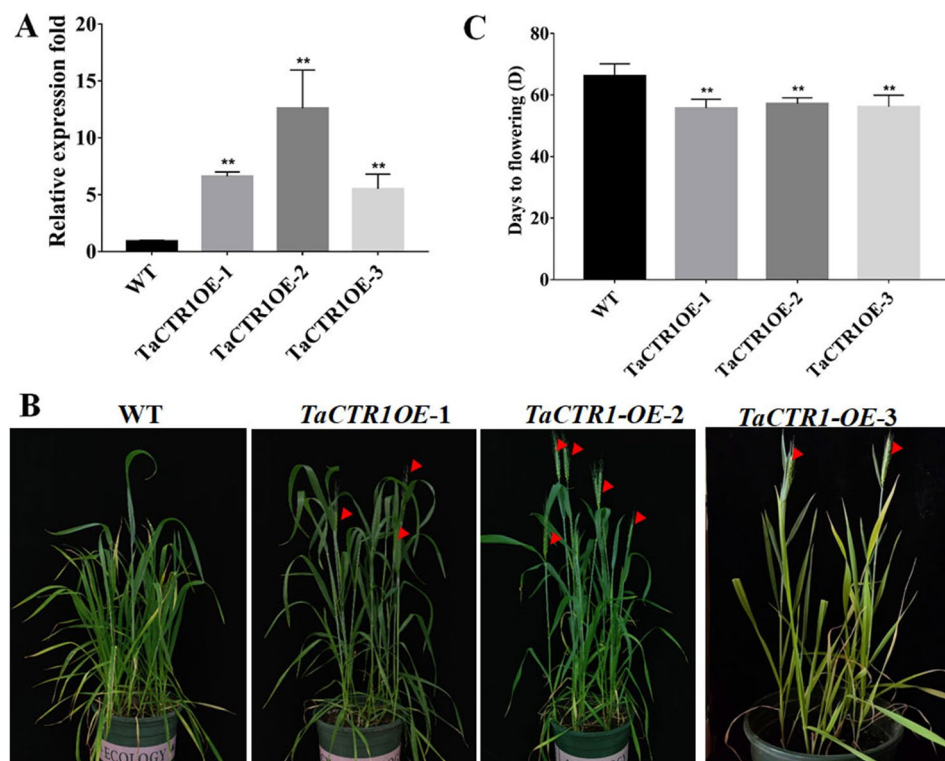 A
Relative expression fold
20
15
10
5
0
**
**
**
WT
TaCTR1OE-1
TaCTR1OE-2
TaCTR1OE-3
C
Days to flowering (D)
80
60
40
20
0
**
**
**
WT
TaCTR1OE-1
TaCTR1OE-2
TaCTR1OE-3
B
WT
TaCTR1OE-1
TaCTR1-OE-2
TaCTR1-OE-3
-ECOLOGY